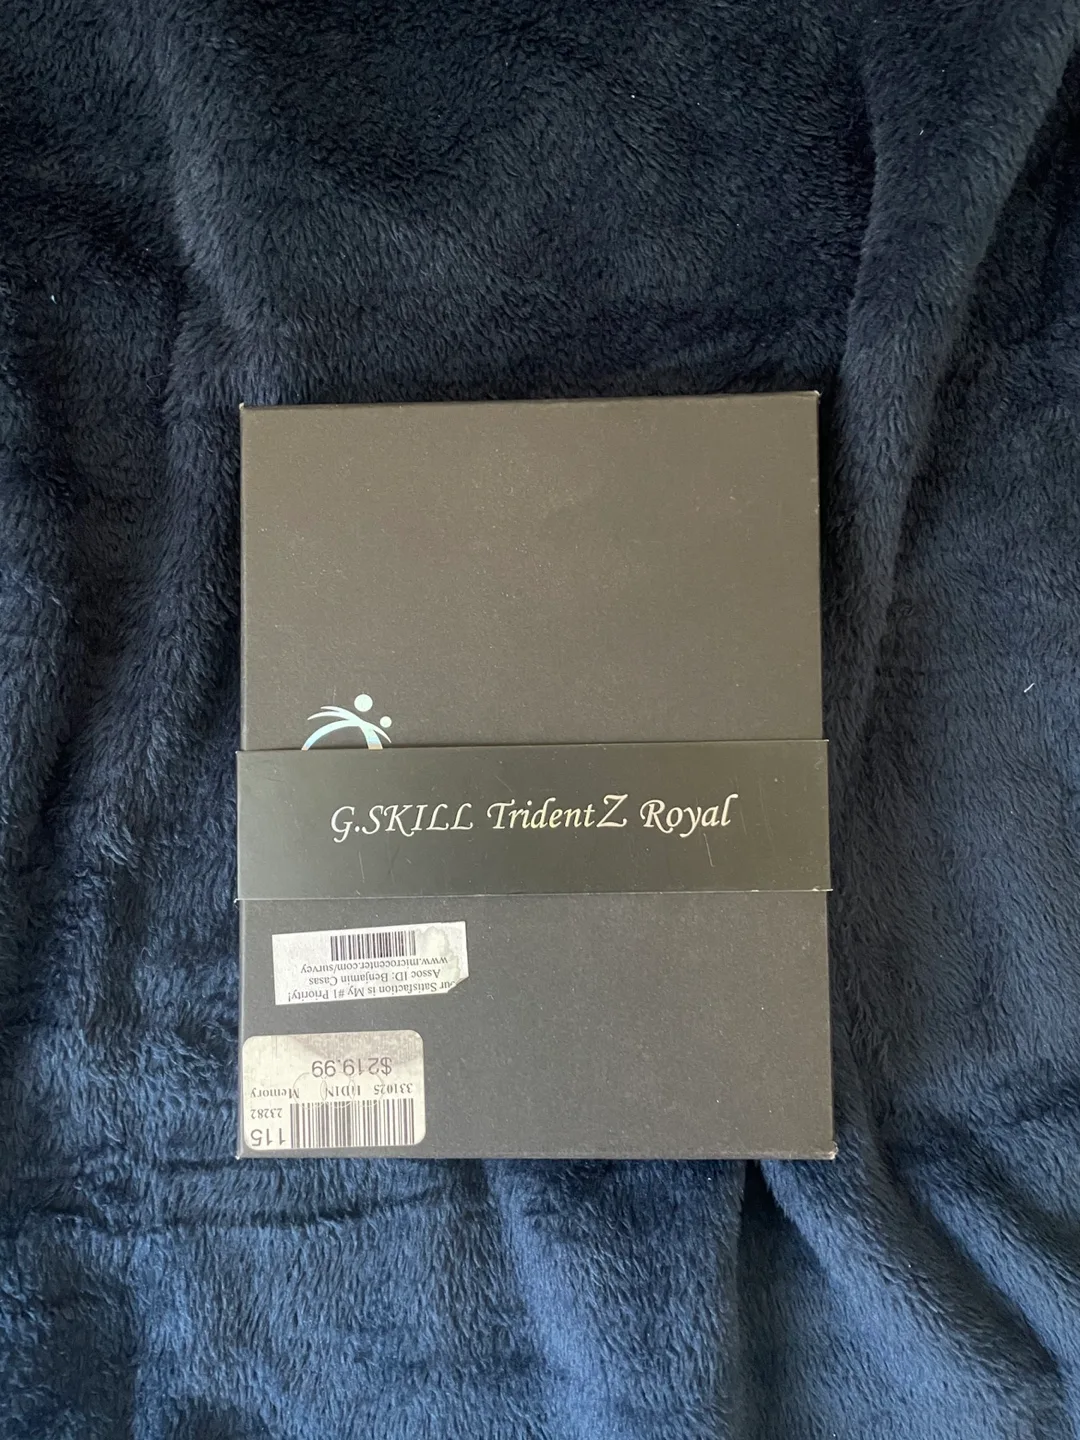 G.SKILL TridentZ Royal
Your Satisfaction is My #1 Priority!
Assoc ID: Benjamin Casas
www.microcenter.com/survey
115
23282
331025
Memory
$219.99